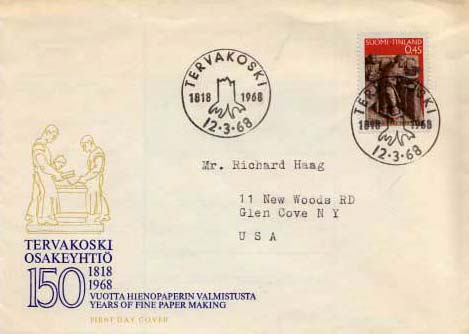 SUOMI-FINLAND
0,45
TERVAKOSKI
1818 1968
12•3•68
TERVAKOSKI
1818 1968
12•3•68
Mr. Richard Haag
11 New Woods RD
Glen Cove N Y
U S A
TERVAKOSKI
OSAKEYHTIÖ
150 1818
1968
VUOTTA HIENOPAPERIN VALMISTUSTA
YEARS OF FINE PAPER MAKING
FIRST DAY COVER